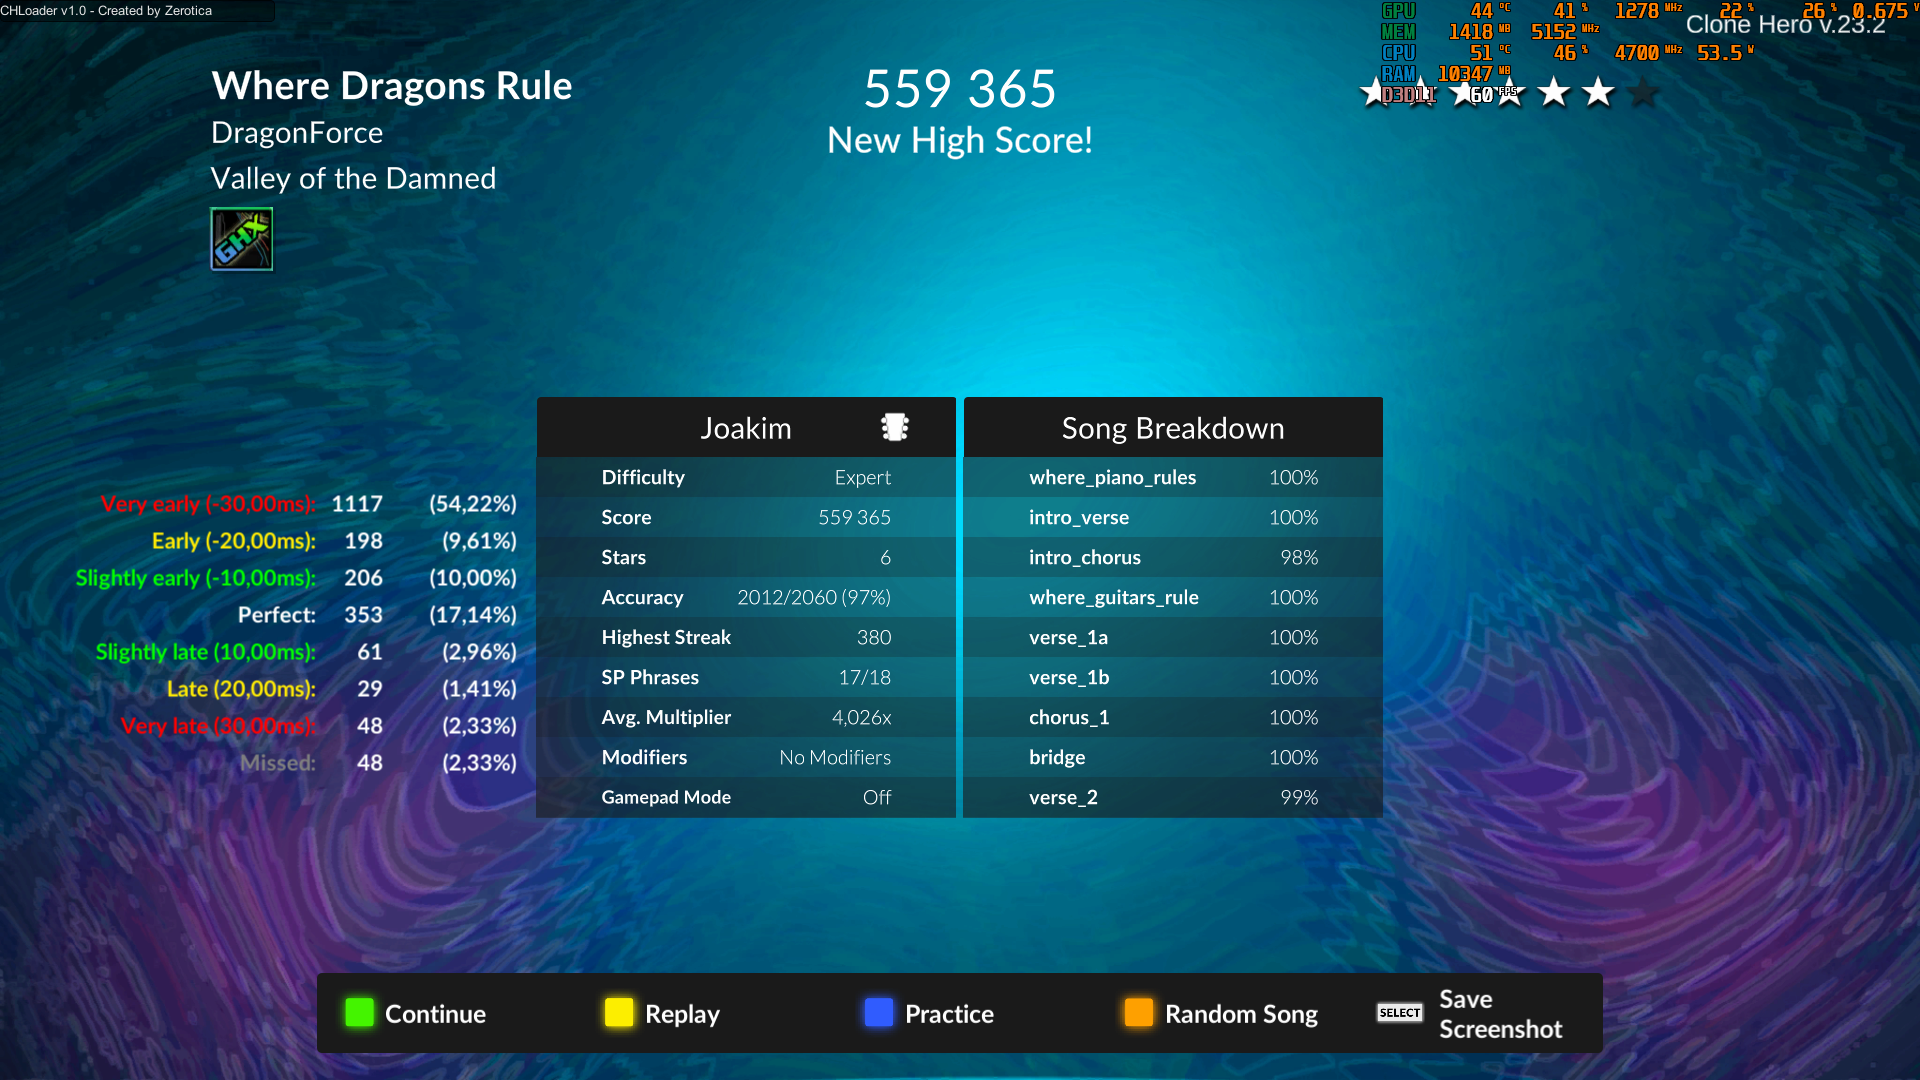 CHLoader v1.0 - Created by Zerotica
GPU 44 °C 41 % 1278 MHz 22 % 26 % 0.675 V
MEM 1418 MB 5152 MHz
Clone Hero v.23.2
CPU 51 °C 46 % 4700 MHz 53.5 W
RAM 10347 MB
D3D11 60 FPS
Where Dragons Rule
DragonForce
Valley of the Damned
GHX
559 365
New High Score!
Very early (-30,00ms): 1117 (54,22%)
Early (-20,00ms): 198 (9,61%)
Slightly early (-10,00ms): 206 (10,00%)
Perfect: 353 (17,14%)
Slightly late (10,00ms): 61 (2,96%)
Late (20,00ms): 29 (1,41%)
Very late (30,00ms): 48 (2,33%)
Missed: 48 (2,33%)
Joakim
Difficulty Expert
Score 559 365
Stars 6
Accuracy 2012/2060 (97%)
Highest Streak 380
SP Phrases 17/18
Avg. Multiplier 4,026x
Modifiers No Modifiers
Gamepad Mode Off
Song Breakdown
where_piano_rules 100%
intro_verse 100%
intro_chorus 98%
where_guitars_rule 100%
verse_1a 100%
verse_1b 100%
chorus_1 100%
bridge 100%
verse_2 99%
Continue
Replay
Practice
Random Song
SELECT
Save
Screenshot